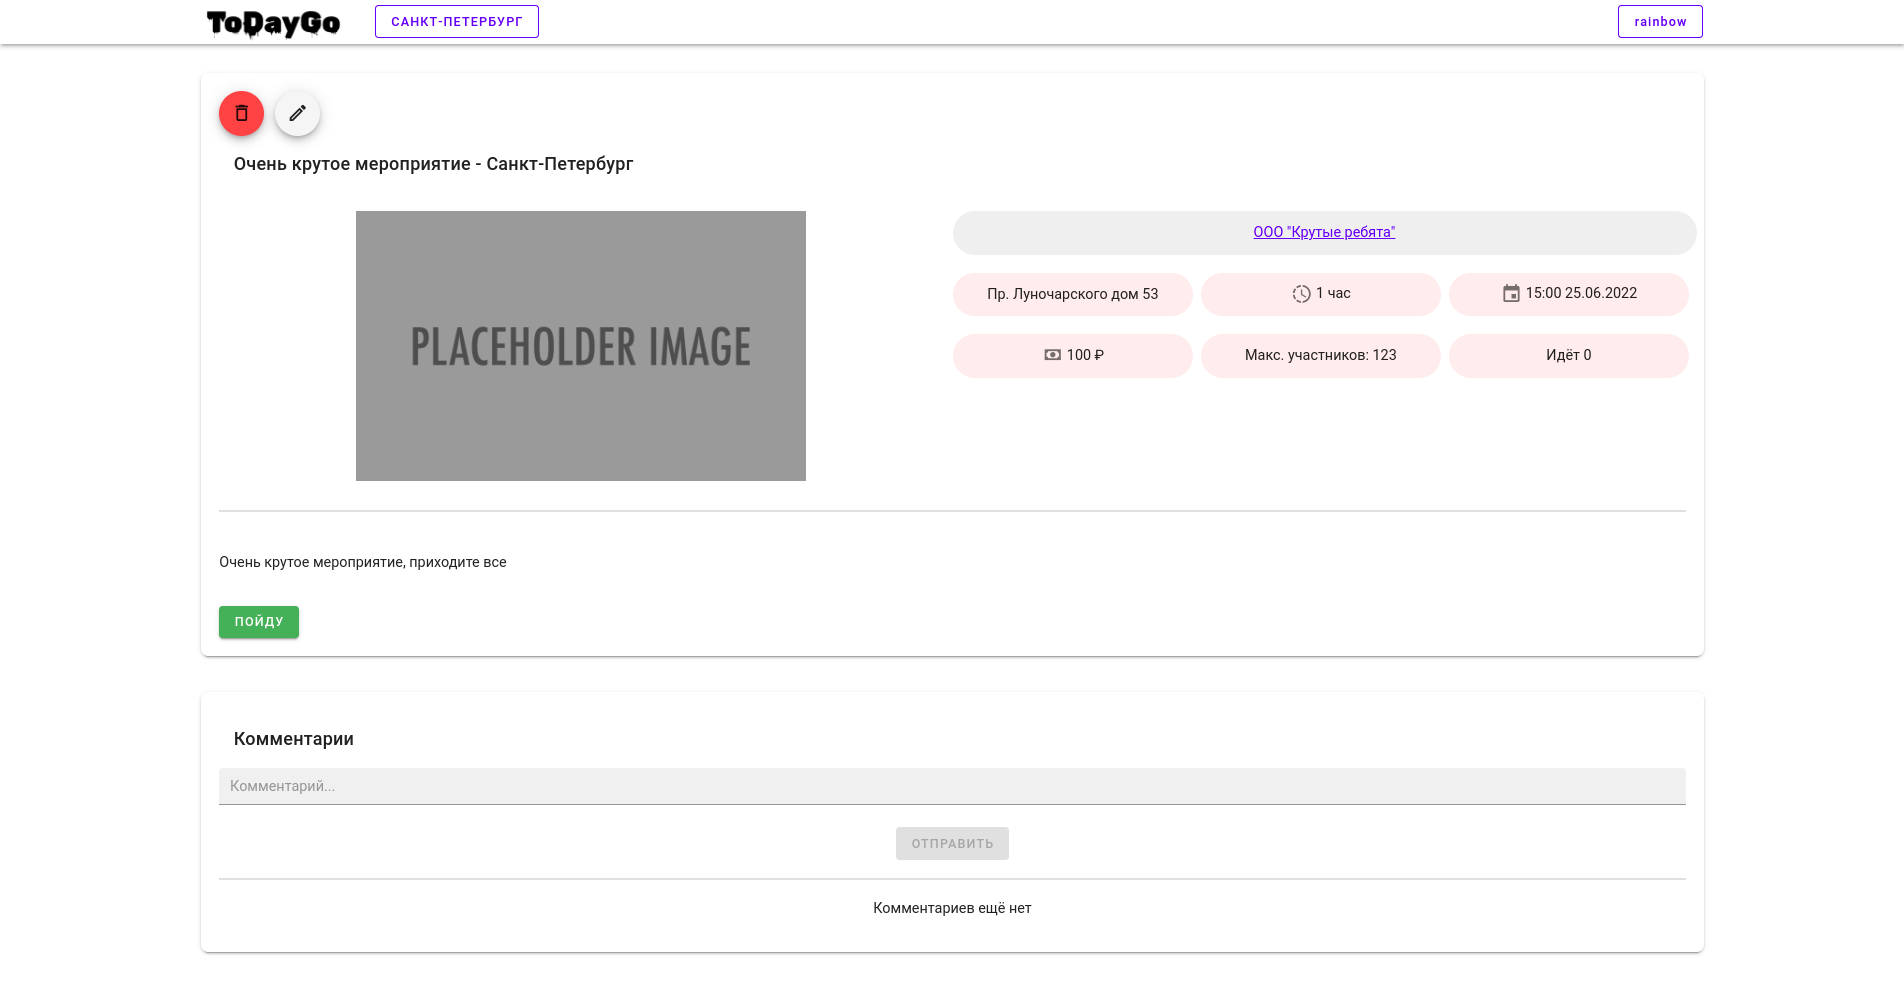 ToDayGo САНКТ-ПЕТЕРБУРГ rainbow
Очень крутое мероприятие - Санкт-Петербург
PLACEHOLDER IMAGE
ООО "Крутые ребята"
Пр. Луночарского дом 53
1 час
15:00 25.06.2022
100 ₽
Макс. участников: 123
Идёт 0
Очень крутое мероприятие, приходите все
ПОЙДУ
Комментарии
Комментарий...
ОТПРАВИТЬ
Комментариев ещё нет